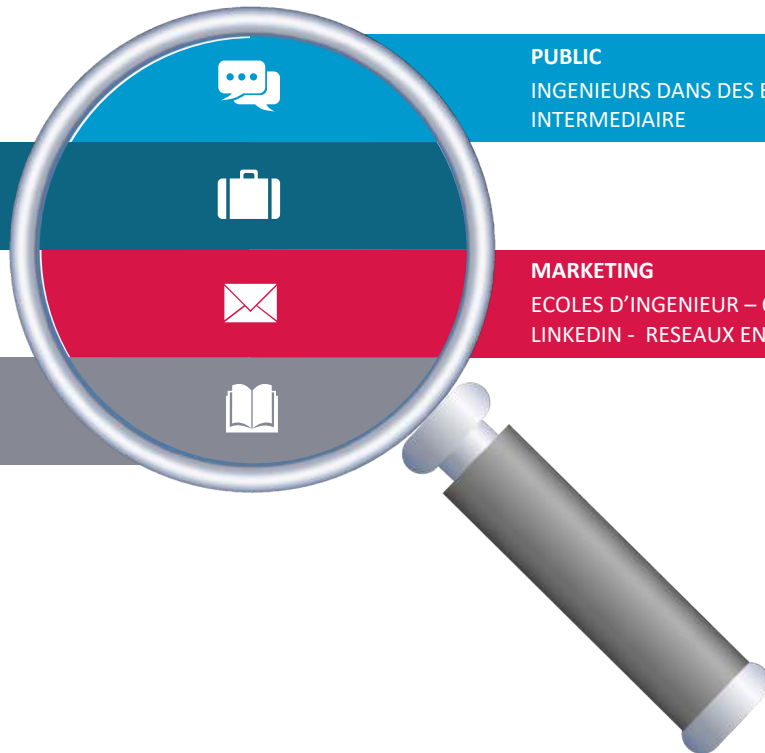 PUBLIC
INGENIEURS DANS DES
INTERMEDIAIRE
MARKETING
ECOLES D’INGENIEUR –
LINKEDIN - RESEAUX EN